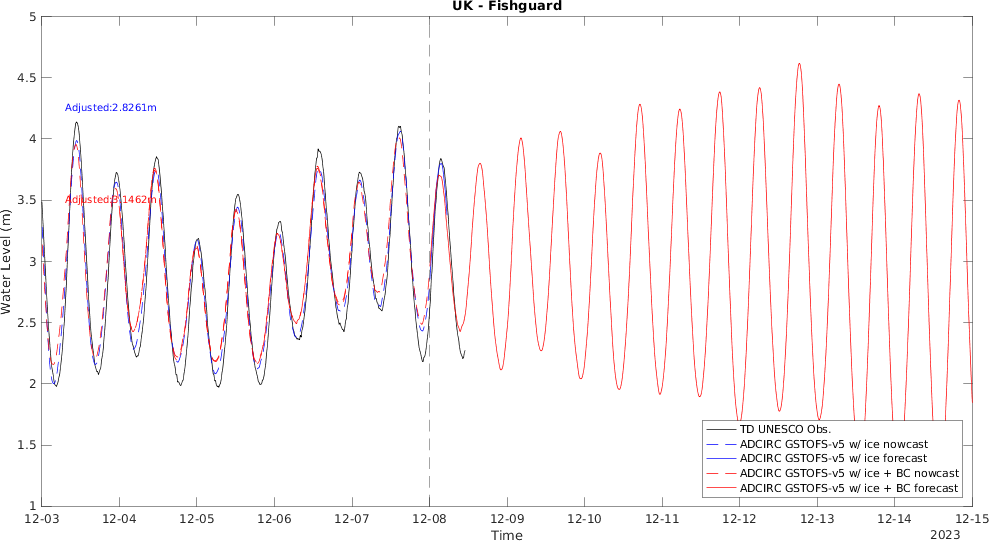 UK - Fishguard
5
4.5
4
3.5
3
2.5
2
1.5
1
Water Level (m)
Adjusted:2.8261m
Adjusted:3.1462m
TD UNESCO Obs.
ADCIRC GSTOFS-v5 w/ ice nowcast
ADCIRC GSTOFS-v5 w/ ice forecast
ADCIRC GSTOFS-v5 w/ ice + BC nowcast
ADCIRC GSTOFS-v5 w/ ice + BC forecast
12-03 12-04 12-05 12-06 12-07 12-08 12-09 12-10 12-11 12-12 12-13 12-14 12-15
Time
2023